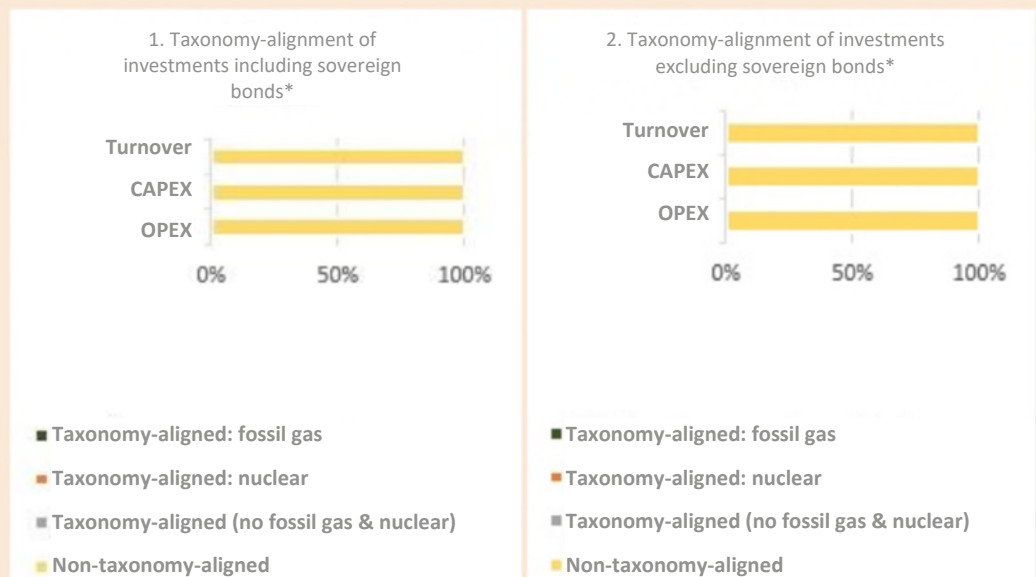 1. Taxonomy-alignment of
investments including sovereign
bonds*
Turnover
CAPEX
OPEX
0% 50% 100%
Taxonomy-aligned: fossil gas
Taxonomy-aligned: nuclear
Taxonomy-aligned (no fossil gas & nuclear)
Non-taxonomy-aligned
2. Taxonomy-alignment of investments
excluding sovereign bonds*
Turnover
CAPEX
OPEX
0% 50% 100%
Taxonomy-aligned: fossil gas
Taxonomy-aligned: nuclear
Taxonomy-aligned (no fossil gas & nuclear)
Non-taxonomy-aligned